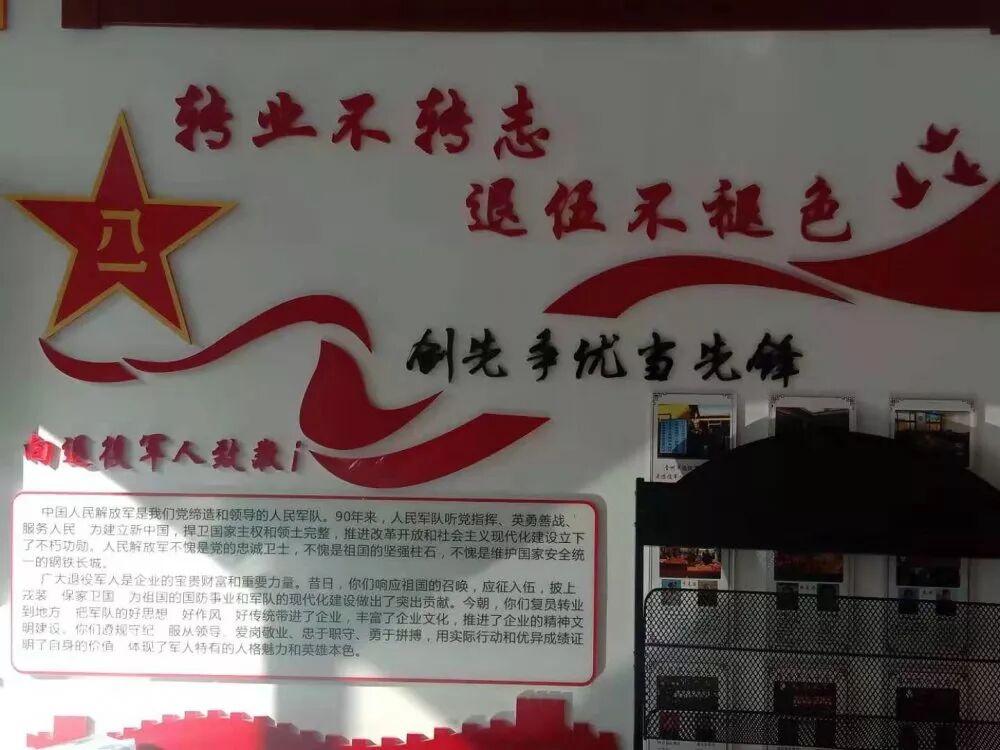 转业不转志
退伍不褪色
八一
创先争优当先锋
向退役军人致敬!
中国人民解放军是我们党缔造和领导的人民军队。90年来，人民军队听党指挥、英勇善战、
服务人民 为建立新中国，捍卫国家主权和领土完整，推进改革开放和社会主义现代化建设立下
了不朽功勋。人民解放军不愧是党的忠诚卫士，不愧是祖国的坚强柱石，不愧是维护国家安全统
一的钢铁长城。
广大退役军人是企业的宝贵财富和重要力量。昔日，你们响应祖国的召唤，应征入伍，披上
戎装 保家卫国 为祖国的国防事业和军队的现代化建设做出了突出贡献。今朝，你们复员转业
到地方 把军队的好思想 好作风 好传统带进了企业，丰富了企业文化，推进了企业的精神文
明建设。你们遵规守纪 服从领导、爱岗敬业、忠于职守、勇于拼搏，用实际行动和优异成绩证
明了自身的价值 体现了军人特有的人格魅力和英雄本色。